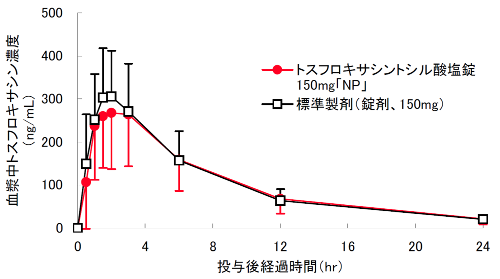 500
400
300
200
100
0
血漿中トスフロキサシン濃度
(ng/mL)
トスフロキサシントシル酸塩錠
150mg「NP」
標準製剤(錠剤、150mg)
0
4
8
12
16
20
24
投与後経過時間(hr)